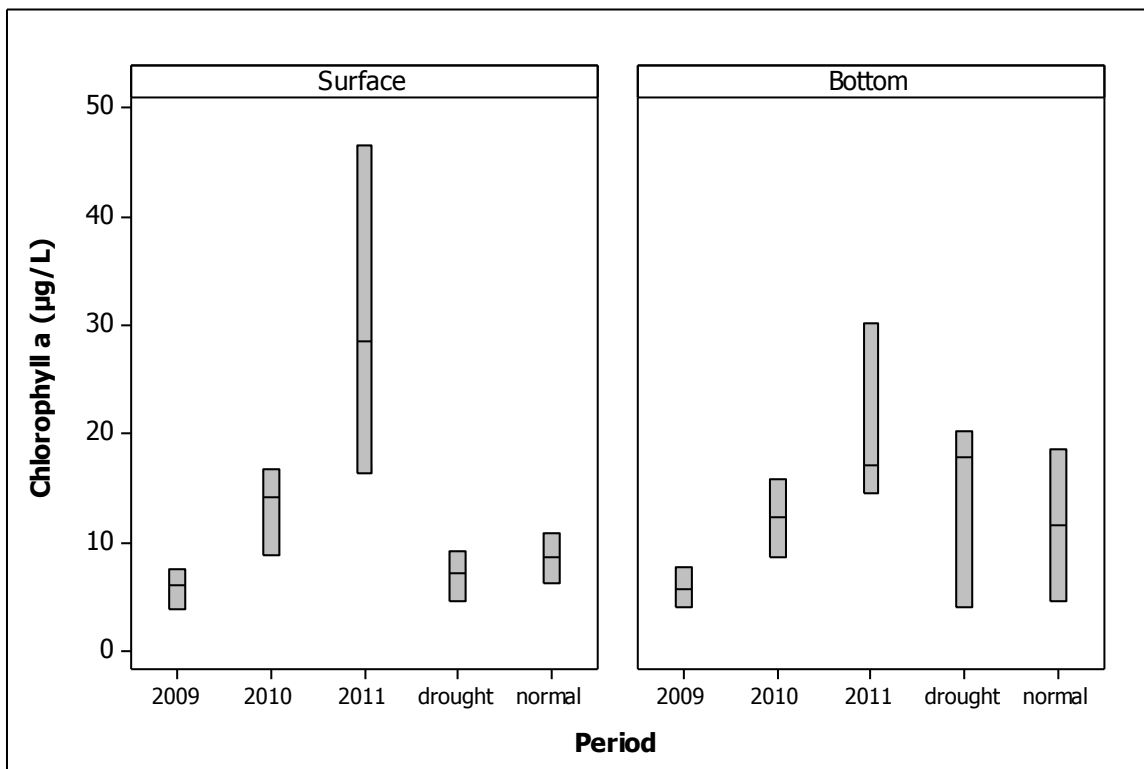 Surface
Bottom
50
40
30
20
10
0
Chlorophyll a (µg/L)
2009 2010 2011 drought normal
2009 2010 2011 drought normal
Period